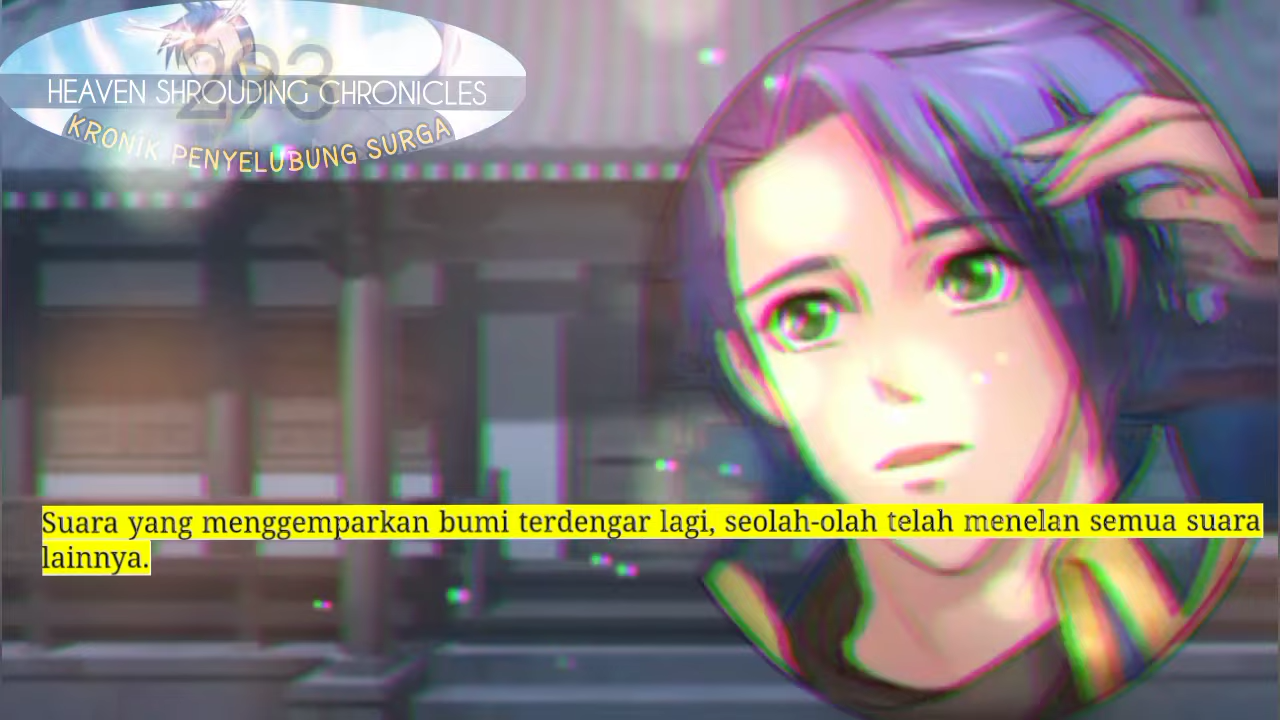 293
HEAVEN SHROUDING CHRONICLES
KRONIK PENYELUBUNG SURGA
Suara yang menggemparkan bumi terdengar lagi, seolah-olah telah menelan semua suara
lainnya.